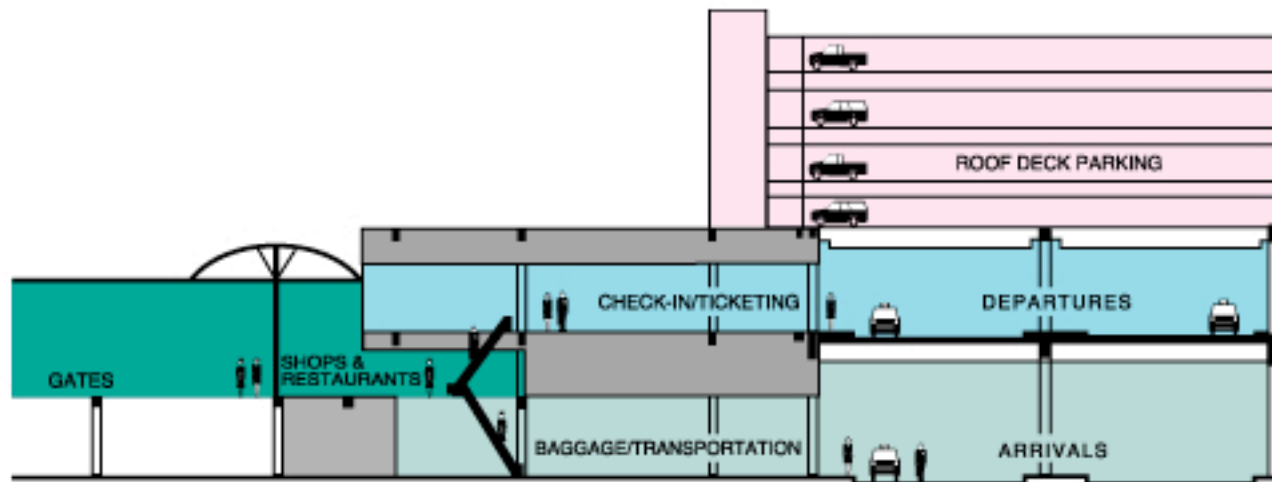 ROOF DECK PARKING
CHECK-IN/TICKETING
DEPARTURES
GATES
SHOPS &
RESTAURANTS
BAGGAGE/TRANSPORTATION
ARRIVALS